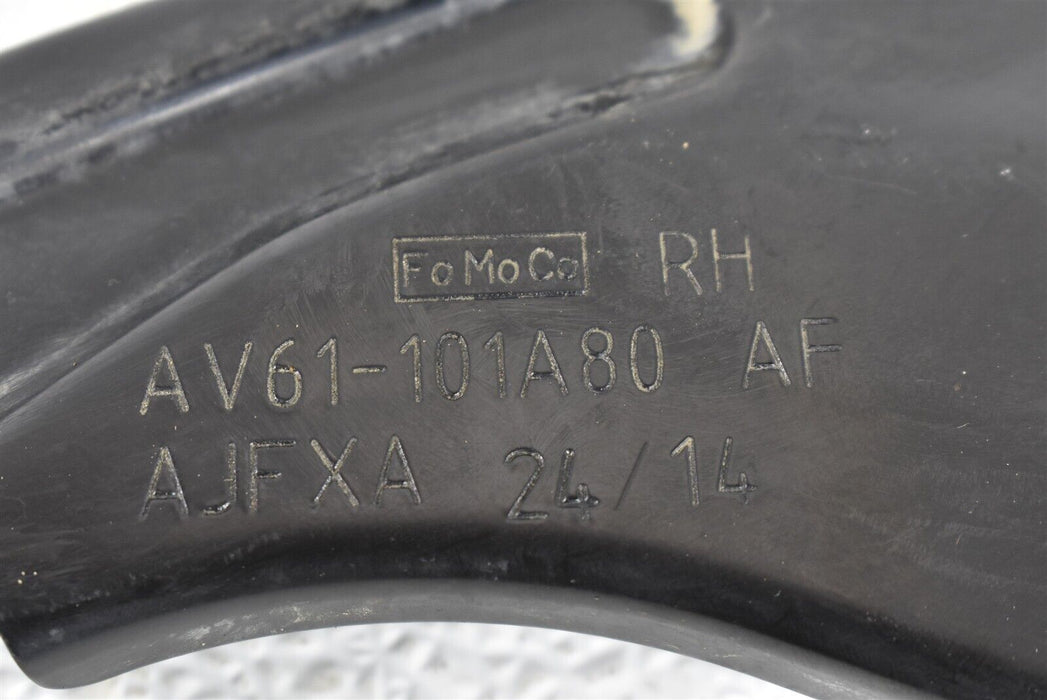 FoMoCo RH
AV61-101A80 AF
AJFXA 24/14